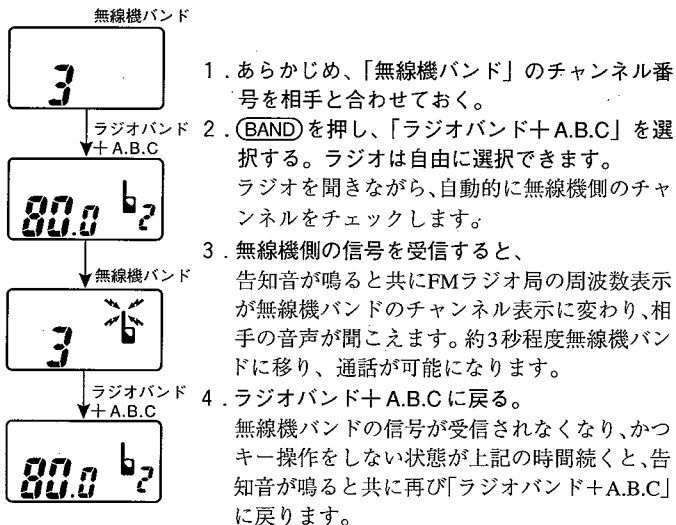 無線機バンド
3
ラジオバンド
＋A.B.C
80.0 2
無線機バンド
3
ラジオバンド
＋A.B.C
80.0 2
1．あらかじめ、「無線機バンド」のチャンネル番
号を相手と合わせておく。
2．BANDを押し、「ラジオバンド＋A.B.C」を選
択する。ラジオは自由に選択できます。
ラジオを聞きながら、自動的に無線機側のチャ
ンネルをチェックします。
3．無線機側の信号を受信すると、
告知音が鳴ると共にFMラジオ局の周波数表示
が無線機バンドのチャンネル表示に変わり、相
手の音声が聞こえます。約3秒程度無線機バン
ドに移り、通話が可能になります。
4．ラジオバンド＋A.B.Cに戻る。
無線機バンドの信号が受信されなくなり、かつ
キー操作をしない状態が上記の時間続くと、告
知音が鳴ると共に再び「ラジオバンド＋A.B.C」
に戻ります。